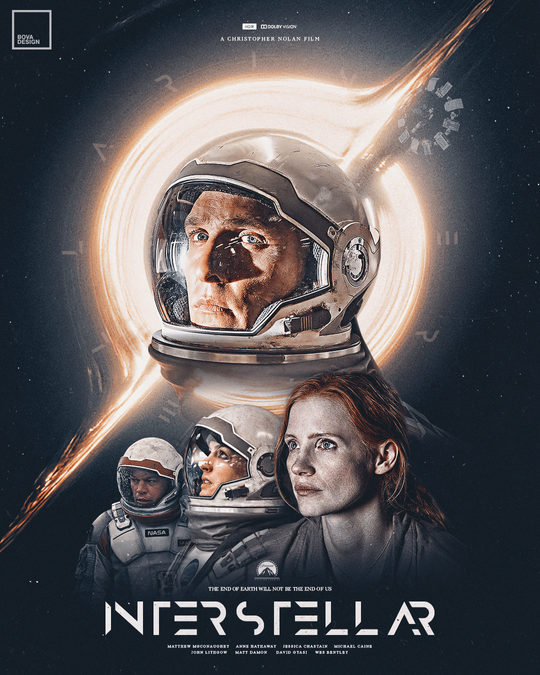 BOVA
DESIGN
HDR DOLBY VISION
A CHRISTOPHER NOLAN FILM
NASA
THE END OF EARTH WILL NOT BE THE END OF US
INTERSTELLAR
MATTHEW MCCONAUGHEY ANNE HATHAWAY JESSICA CHASTAIN MICHAEL CAINE
JOHN LITHGOW MATT DAMON DAVID GYASI WES BENTLEY